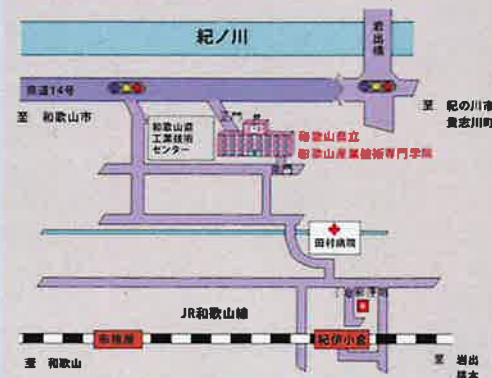 紀ノ川
岩出橋
県道14号
至 和歌山市
至 紀の川市
貴志川町
正門
和歌山県
工業技術
センター
和歌山県立
和歌山産業技術専門学院
田村病院
JR和歌山線
布施屋
紀伊小倉
至 和歌山
至 岩出
橋本